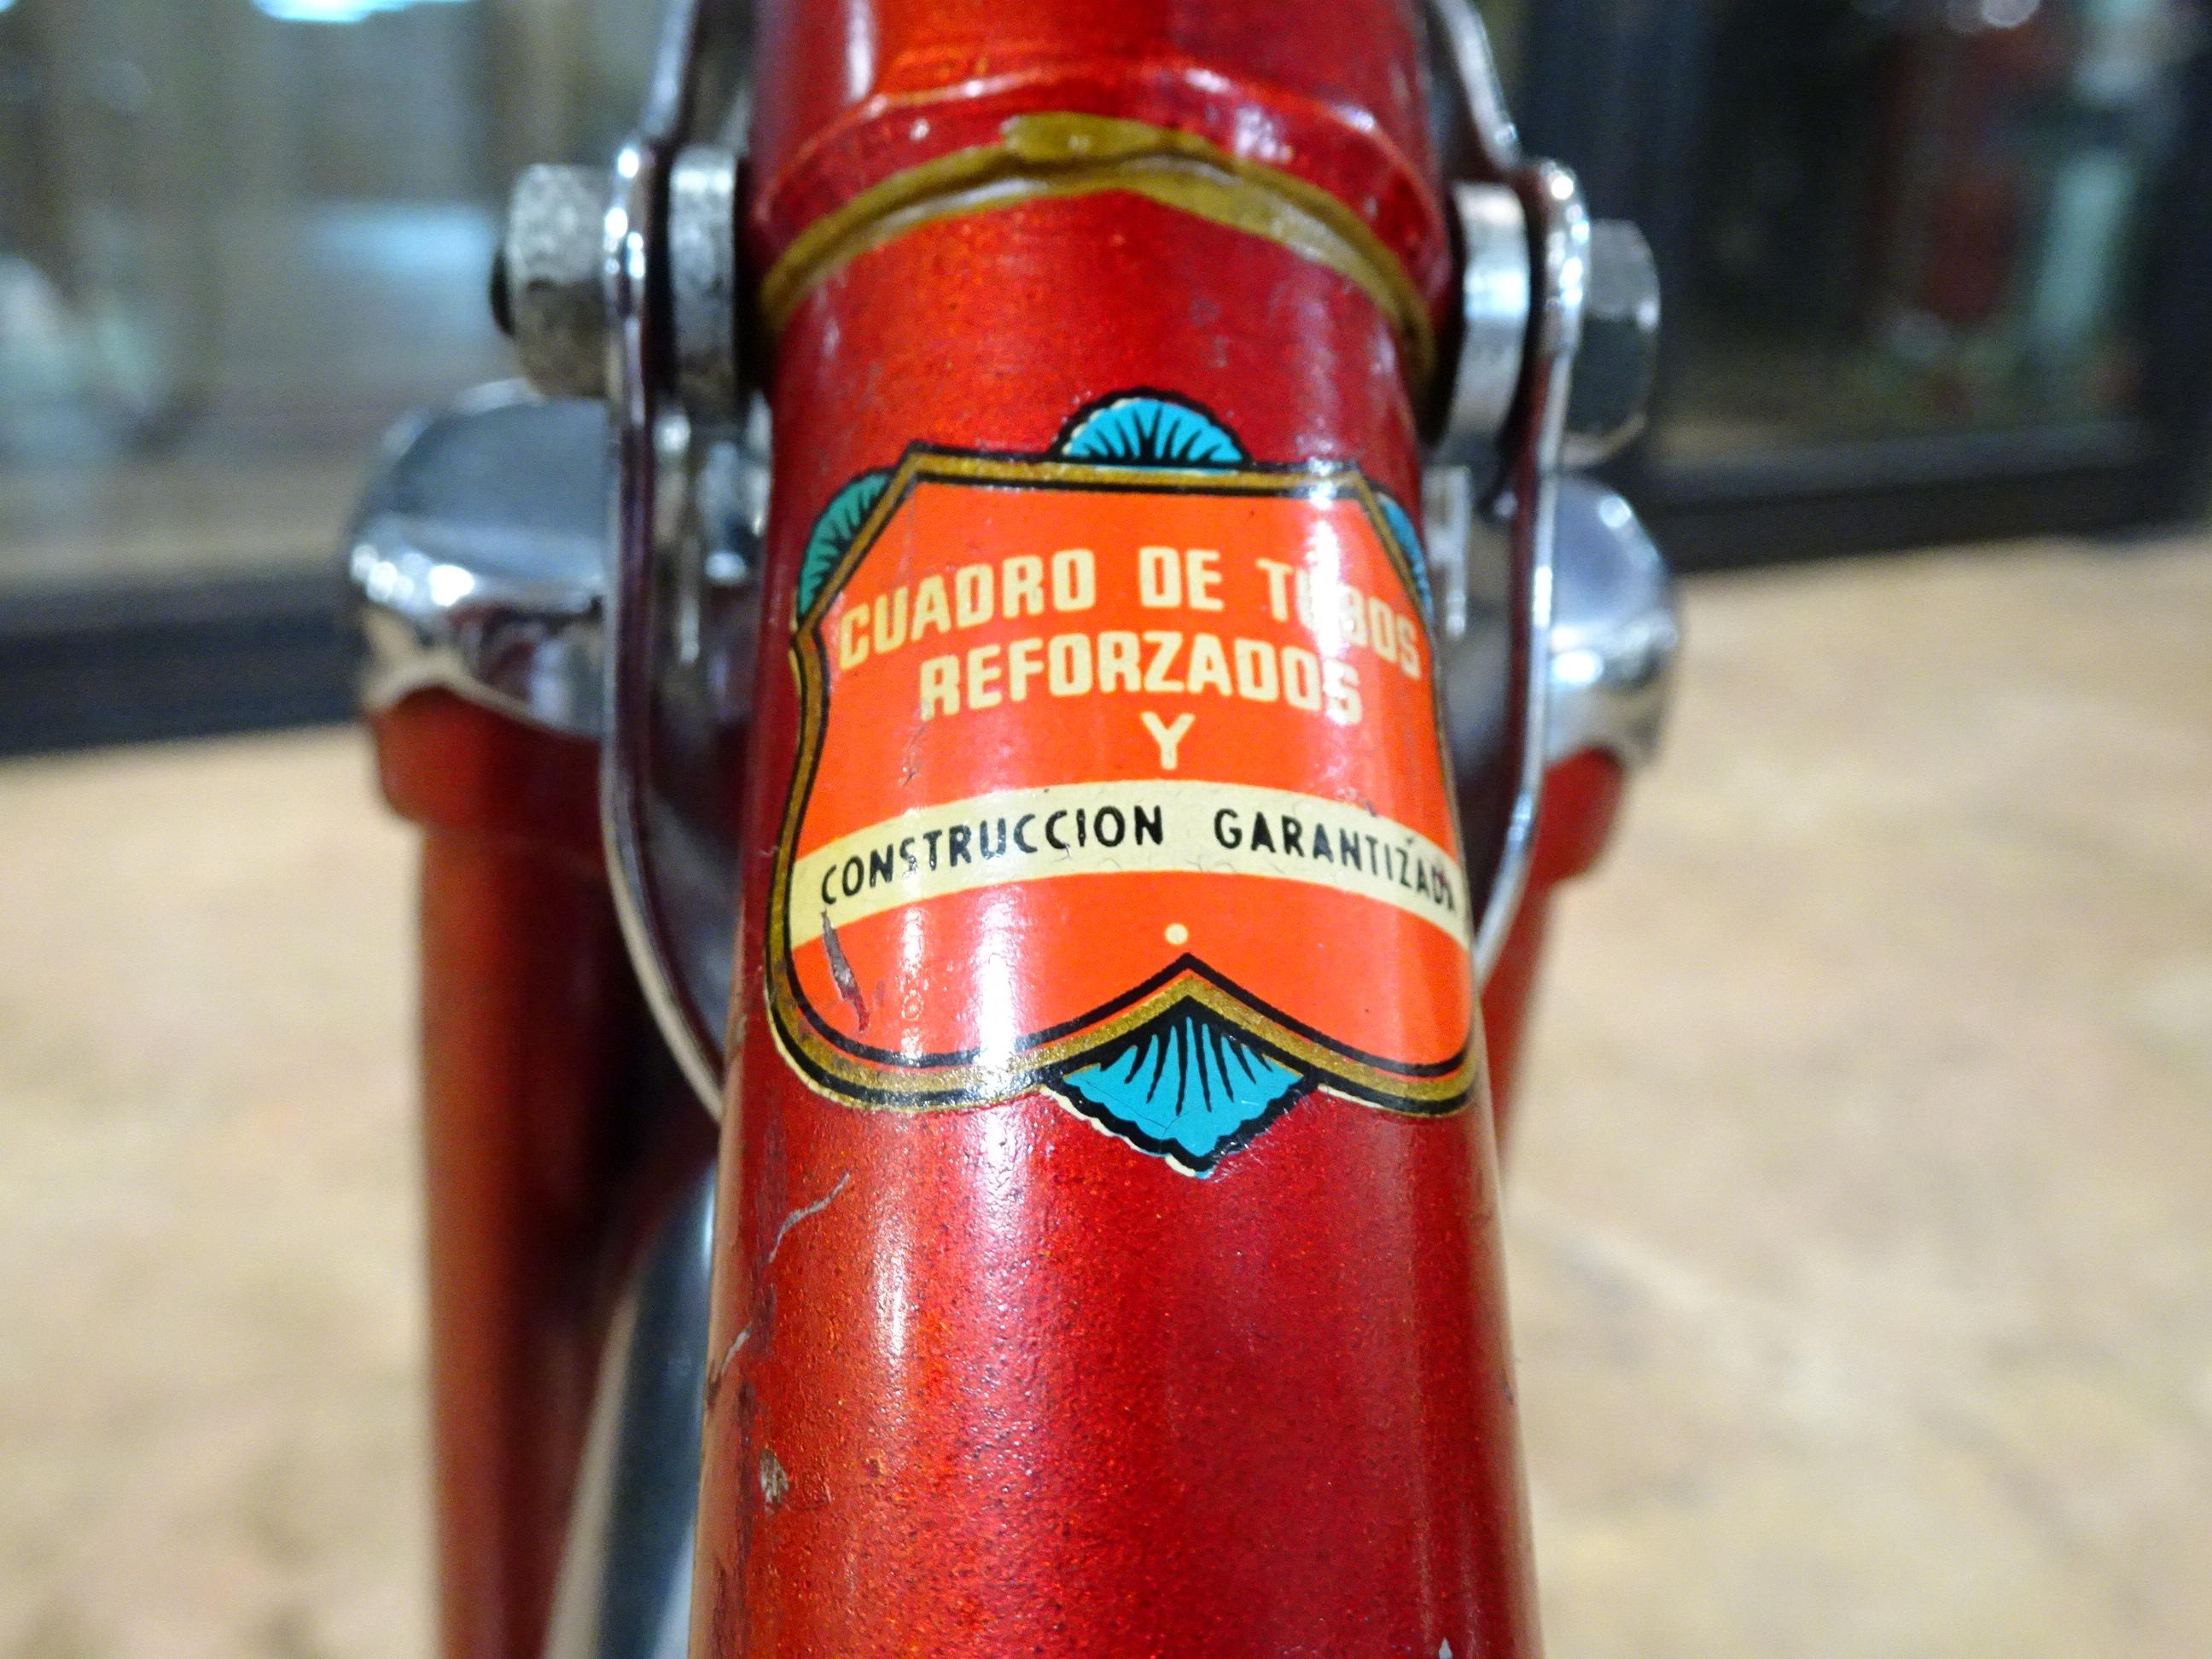 CUADRO DE TUBOS
REFORZADOS
Y
CONSTRUCCION GARANTIZADA